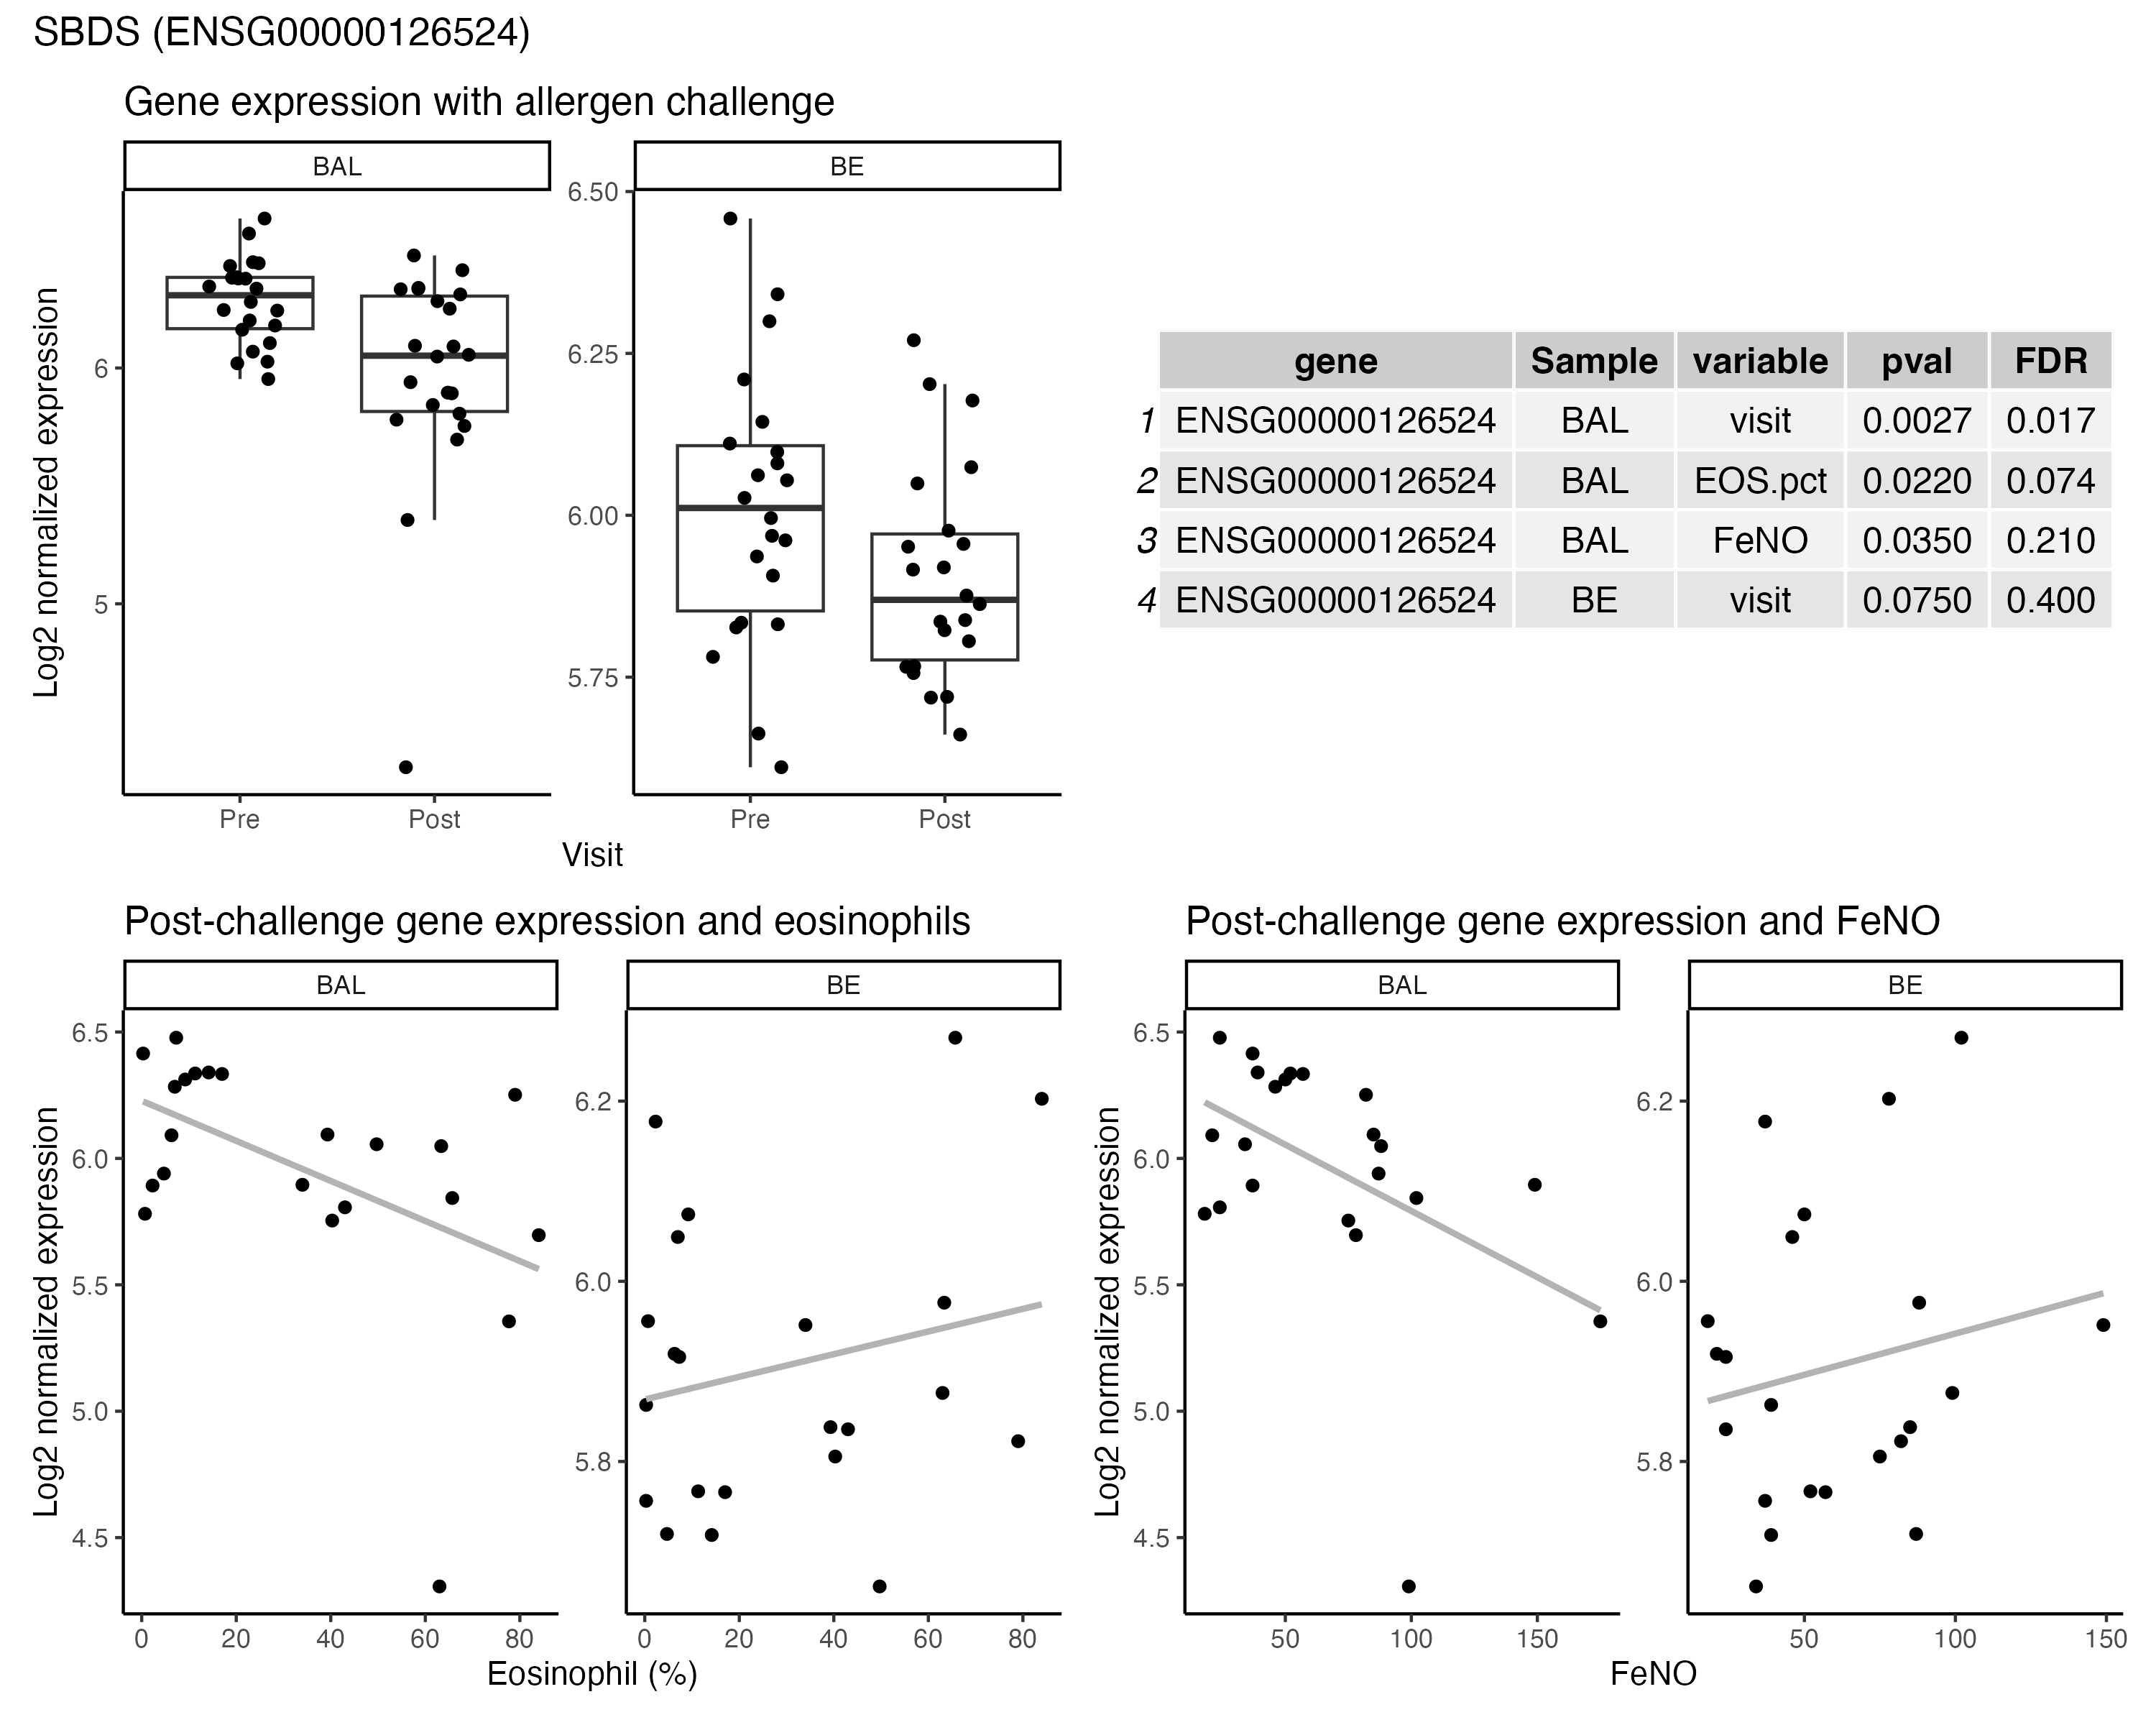 SBDS (ENSG00000126524)
Gene expression with allergen challenge
BAL
BE
Log2 normalized expression
6
5
6.50
6.25
6.00
5.75
Pre
Post
Pre
Post
Visit
gene Sample variable pval FDR
1 ENSG00000126524 BAL visit 0.0027 0.017
2 ENSG00000126524 BAL EOS.pct 0.0220 0.074
3 ENSG00000126524 BAL FeNO 0.0350 0.210
4 ENSG00000126524 BE visit 0.0750 0.400
Post-challenge gene expression and eosinophils
BAL
BE
Log2 normalized expression
6.5
6.0
5.5
5.0
4.5
6.2
6.0
5.8
0 20 40 60 80
0 20 40 60 80
Eosinophil (%)
Post-challenge gene expression and FeNO
BAL
BE
Log2 normalized expression
6.5
6.0
5.5
5.0
4.5
6.2
6.0
5.8
50 100 150
50 100 150
FeNO